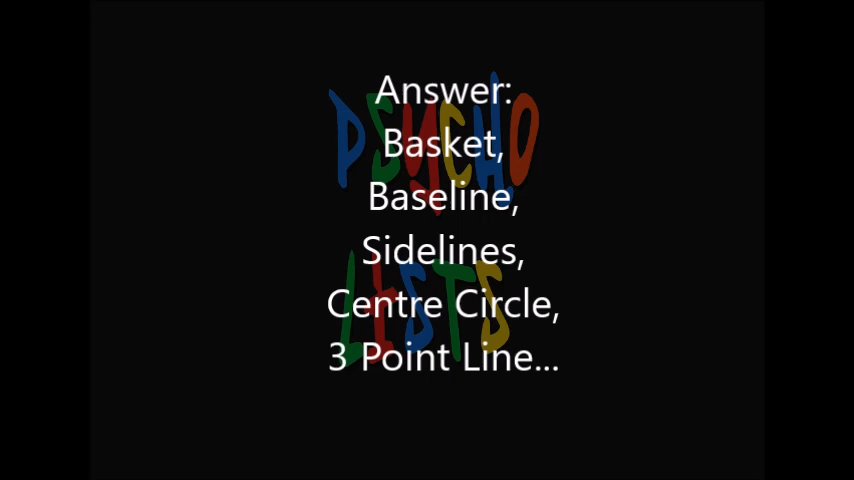 Answer:
Basket,
Baseline,
Sidelines,
Centre Circle,
3 Point Line...
PSYCHO
LISTS